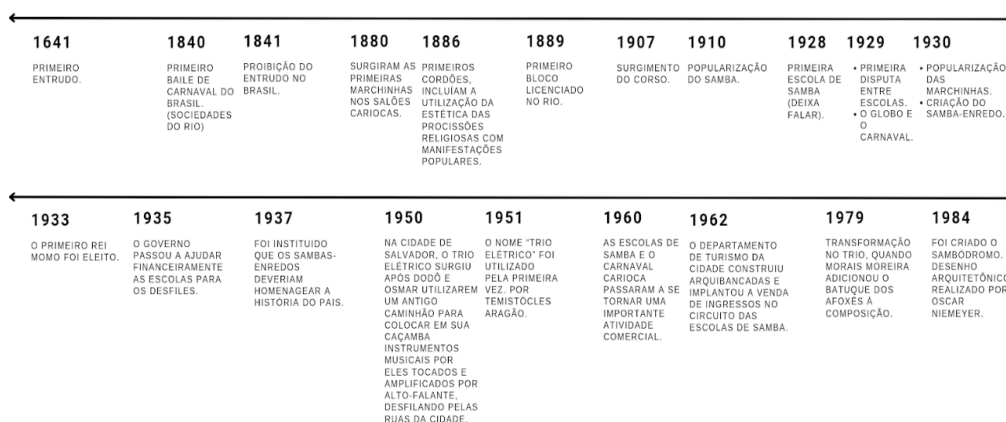 1641
PRIMEIRO
ENTRUDO.
1840
PRIMEIRO
BAILE DE
CARNAVAL DO
BRASIL.
(SOCIEDADES
DO RIO)
1841
PROIBIÇÃO DO
ENTRUDO NO
BRASIL.
1880
SURGIRAM AS
PRIMEIRAS
MARCHINHAS
NOS SALÕES
CARIOCAS.
1886
PRIMEIROS
CORDÕES,
INCLUÍAM A
UTILIZAÇÃO DA
ESTÉTICA DAS
PROCISSÕES
RELIGIOSAS COM
MANIFESTAÇÕES
POPULARES.
1889
PRIMEIRO
BLOCO
LICENCIADO
NO RIO.
1907
SURGIMENTO
DO CORSO.
1910
POPULARIZAÇÃO
DO SAMBA.
1928
PRIMEIRA
ESCOLA DE
SAMBA
(DEIXA
FALAR).
1929
• PRIMEIRA
DISPUTA
ENTRE
ESCOLAS.
• O GLOBO E
O
CARNAVAL.
1930
• POPULARIZAÇÃO
DAS
MARCHINHAS.
• CRIAÇÃO DO
SAMBA-ENREDO.
1933
O PRIMEIRO REI
MOMO FOI ELEITO.
1935
O GOVERNO
PASSOU A AJUDAR
FINANCEIRAMENTE
AS ESCOLAS PARA
OS DESFILES.
1937
FOI INSTITUIDO
QUE OS SAMBAS-
ENREDOS
DEVERIAM
HOMENAGEAR A
HISTÓRIA DO PAIS.
1950
NA CIDADE DE
SALVADOR, O TRIO
ELÉTRICO SURGIU
APÓS DODÔ E
OSMAR UTILIZAREM
UM ANTIGO
CAMINHÃO PARA
COLOCAR EM SUA
CAÇAMBA
INSTRUMENTOS
MUSICAIS POR
ELES TOCADOS E
AMPLIFICADOS POR
ALTO-FALANTE,
DESFILANDO PELAS
RUAS DA CIDADE.
1951
O NOME "TRIO
ELÉTRICO" FOI
UTILIZADO
PELA PRIMEIRA
VEZ. POR
TEMISTÓCLES
ARAGÃO.
1960
AS ESCOLAS DE
SAMBA E O
CARNAVAL
CARIOCA
PASSARAM A SE
TORNAR UMA
IMPORTANTE
ATIVIDADE
COMERCIAL.
1962
O DEPARTAMENTO
DE TURISMO DA
CIDADE CONSTRUIU
ARQUIBANCADAS E
IMPLANTOU A VENDA
DE INGRESSOS NO
CIRCUITO DAS
ESCOLAS DE SAMBA.
1979
TRANSFORMAÇÃO
NO TRIO, QUANDO
MORAIS MOREIRA
ADICIONOU O
BATUQUE DOS
AFOXÉS À
COMPOSIÇÃO.
1984
FOI CRIADO O
SAMBÓDROMO.
DESENHO
ARQUITETÔNICO
REALIZADO POR
OSCAR
NIEMEYER.